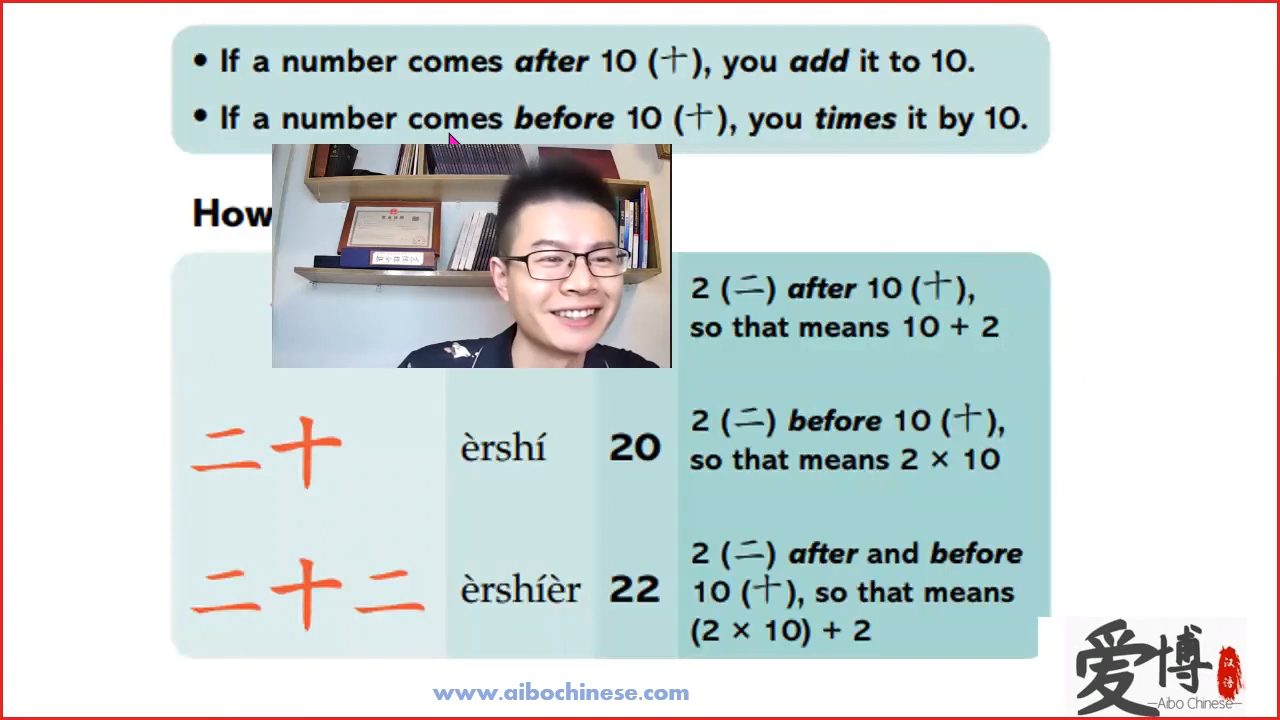 • If a number comes after 10 (十), you add it to 10.
• If a number comes before 10 (十), you times it by 10.
How
2 (二) after 10 (十),
so that means 10 + 2
二十 èrshí 20
2 (二) before 10 (十),
so that means 2 × 10
二十二 èrshíèr 22
2 (二) after and before
10 (十), so that means
(2 × 10) + 2
www.aibochinese.com
爱博
汉语
—Aibo Chinese—